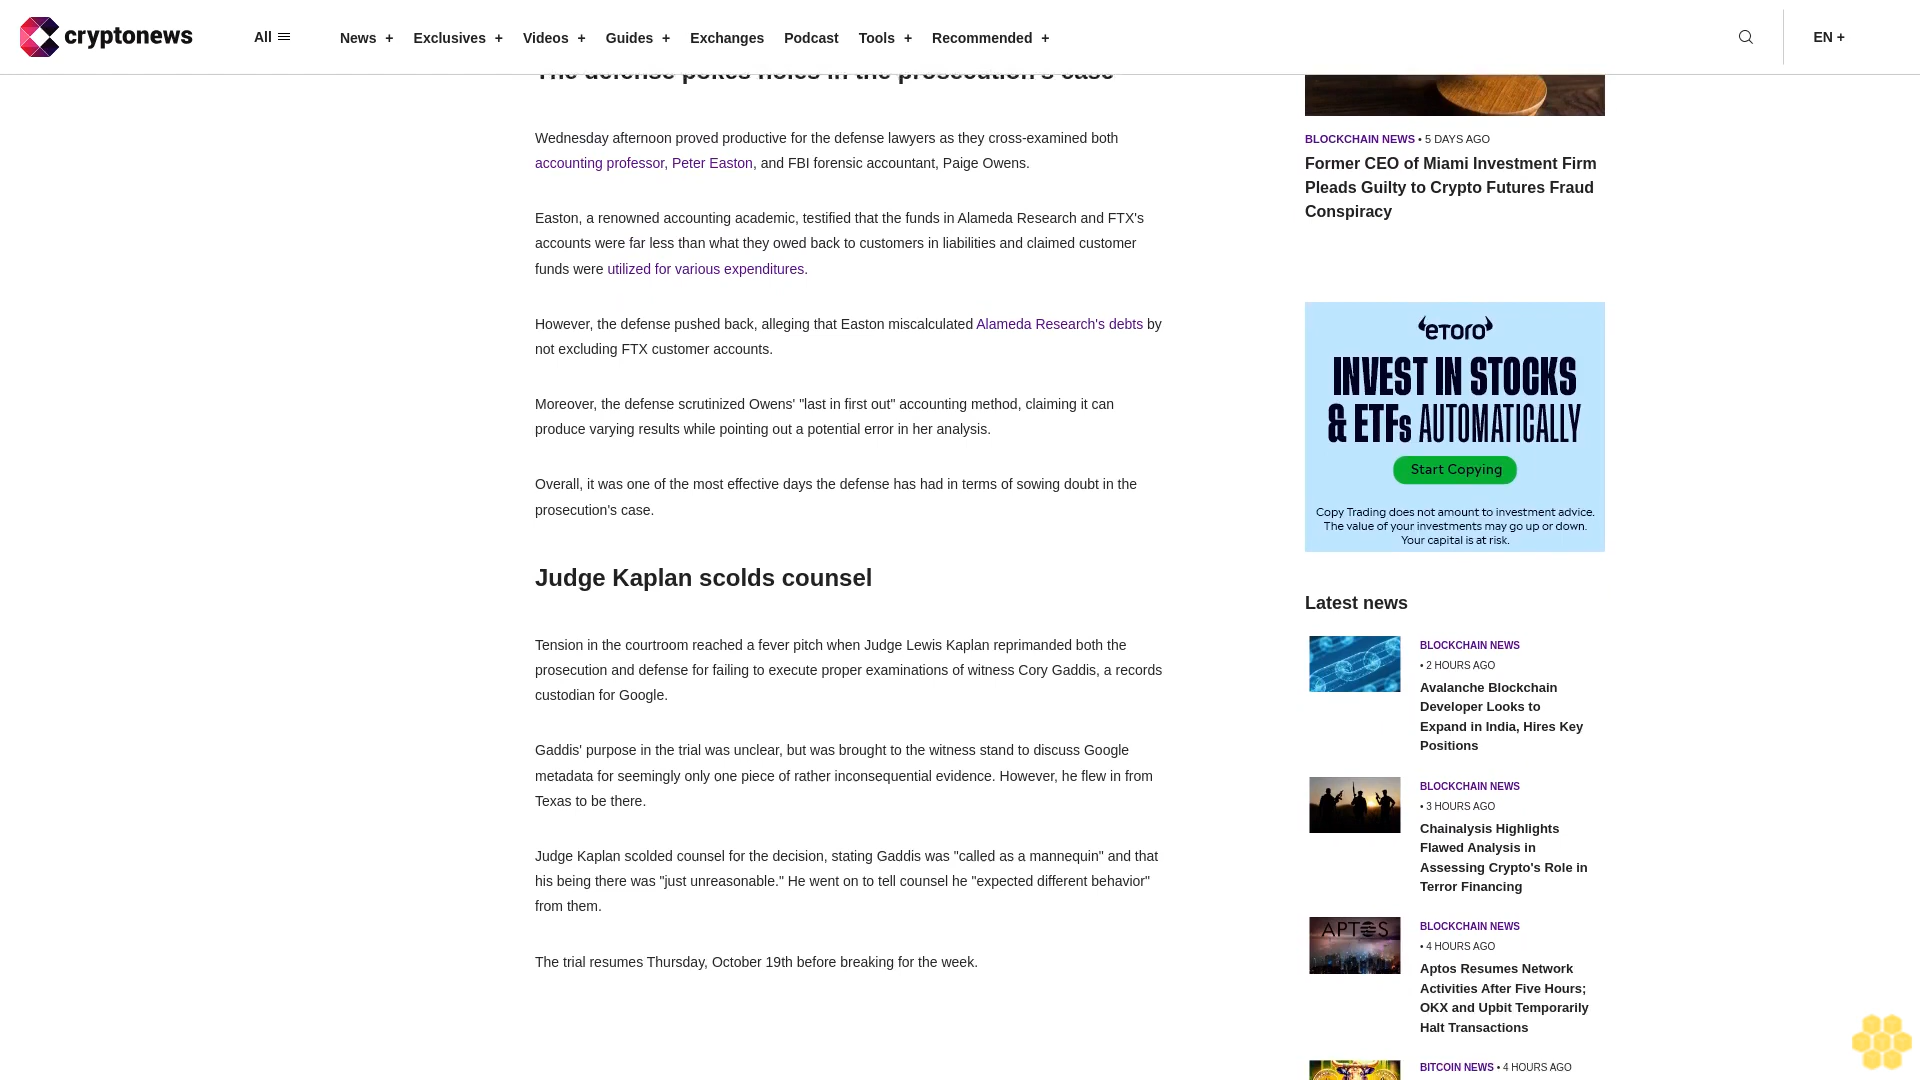 cryptonews
All
News +
Exclusives +
Videos +
Guides +
Exchanges
Podcast
Tools +
Recommended +
EN +
The defense pokes holes in the prosecution's case
Wednesday afternoon proved productive for the defense lawyers as they cross-examined both
accounting professor, Peter Easton, and FBI forensic accountant, Paige Owens.
Easton, a renowned accounting academic, testified that the funds in Alameda Research and FTX's
accounts were far less than what they owed back to customers in liabilities and claimed customer
funds were utilized for various expenditures.
However, the defense pushed back, alleging that Easton miscalculated Alameda Research's debts by
not excluding FTX customer accounts.
Moreover, the defense scrutinized Owens' "last in first out" accounting method, claiming it can
produce varying results while pointing out a potential error in her analysis.
Overall, it was one of the most effective days the defense has had in terms of sowing doubt in the
prosecution's case.
Judge Kaplan scolds counsel
Tension in the courtroom reached a fever pitch when Judge Lewis Kaplan reprimanded both the
prosecution and defense for failing to execute proper examinations of witness Cory Gaddis, a records
custodian for Google.
Gaddis' purpose in the trial was unclear, but was brought to the witness stand to discuss Google
metadata for seemingly only one piece of rather inconsequential evidence. However, he flew in from
Texas to be there.
Judge Kaplan scolded counsel for the decision, stating Gaddis was "called as a mannequin" and that
his being there was "just unreasonable." He went on to tell counsel he "expected different behavior"
from them.
The trial resumes Thursday, October 19th before breaking for the week.
BLOCKCHAIN NEWS • 5 DAYS AGO
Former CEO of Miami Investment Firm
Pleads Guilty to Crypto Futures Fraud
Conspiracy
eToro
INVEST IN STOCKS
& ETFs AUTOMATICALLY
Start Copying
Copy Trading does not amount to investment advice.
The value of your investments may go up or down.
Your capital is at risk.
Latest news
BLOCKCHAIN NEWS
• 2 HOURS AGO
Avalanche Blockchain
Developer Looks to
Expand in India, Hires Key
Positions
BLOCKCHAIN NEWS
• 3 HOURS AGO
Chainalysis Highlights
Flawed Analysis in
Assessing Crypto's Role in
Terror Financing
APTOS
BLOCKCHAIN NEWS
• 4 HOURS AGO
Aptos Resumes Network
Activities After Five Hours;
OKX and Upbit Temporarily
Halt Transactions
BITCOIN NEWS • 4 HOURS AGO